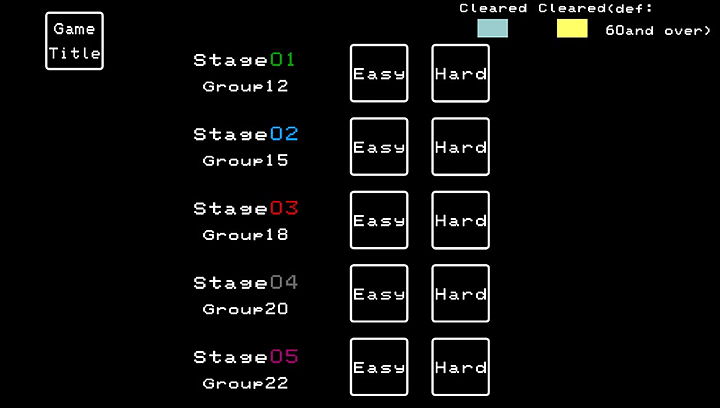 Game
Title
Cleared Cleared(def:
60and over)
Stage01
Group12
Easy
Hard
Stage02
Group15
Easy
Hard
Stage03
Group18
Easy
Hard
Stage04
Group20
Easy
Hard
Stage05
Group22
Easy
Hard